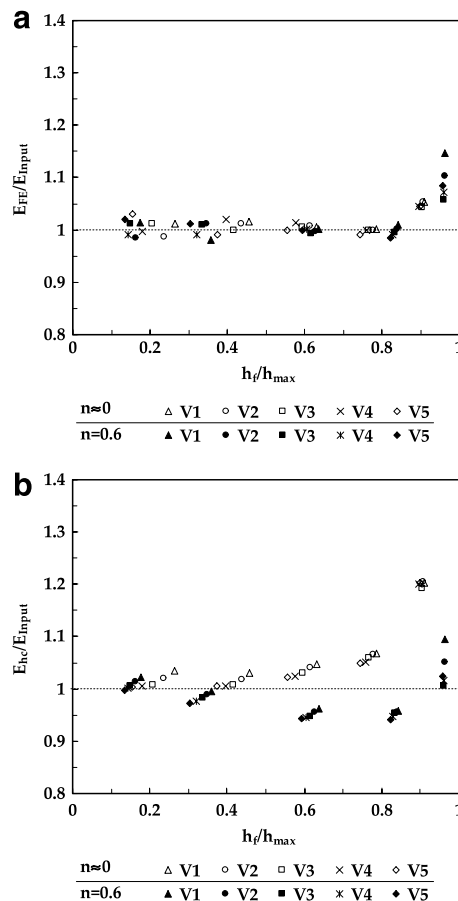 a
1.4
1.3
1.2
1.1
1
0.9
0.8
E_FE/E_Input
0 0.2 0.4 0.6 0.8 1
h_f/h_max
n≈0 △ V1 ○ V2 □ V3 × V4 ◇ V5
n=0.6 ▲ V1 ● V2 ■ V3 ⚹ V4 ◆ V5
b
1.4
1.3
1.2
1.1
1
0.9
0.8
E_hc/E_Input
0 0.2 0.4 0.6 0.8 1
h_f/h_max
n≈0 △ V1 ○ V2 □ V3 × V4 ◇ V5
n=0.6 ▲ V1 ● V2 ■ V3 ⚹ V4 ◆ V5